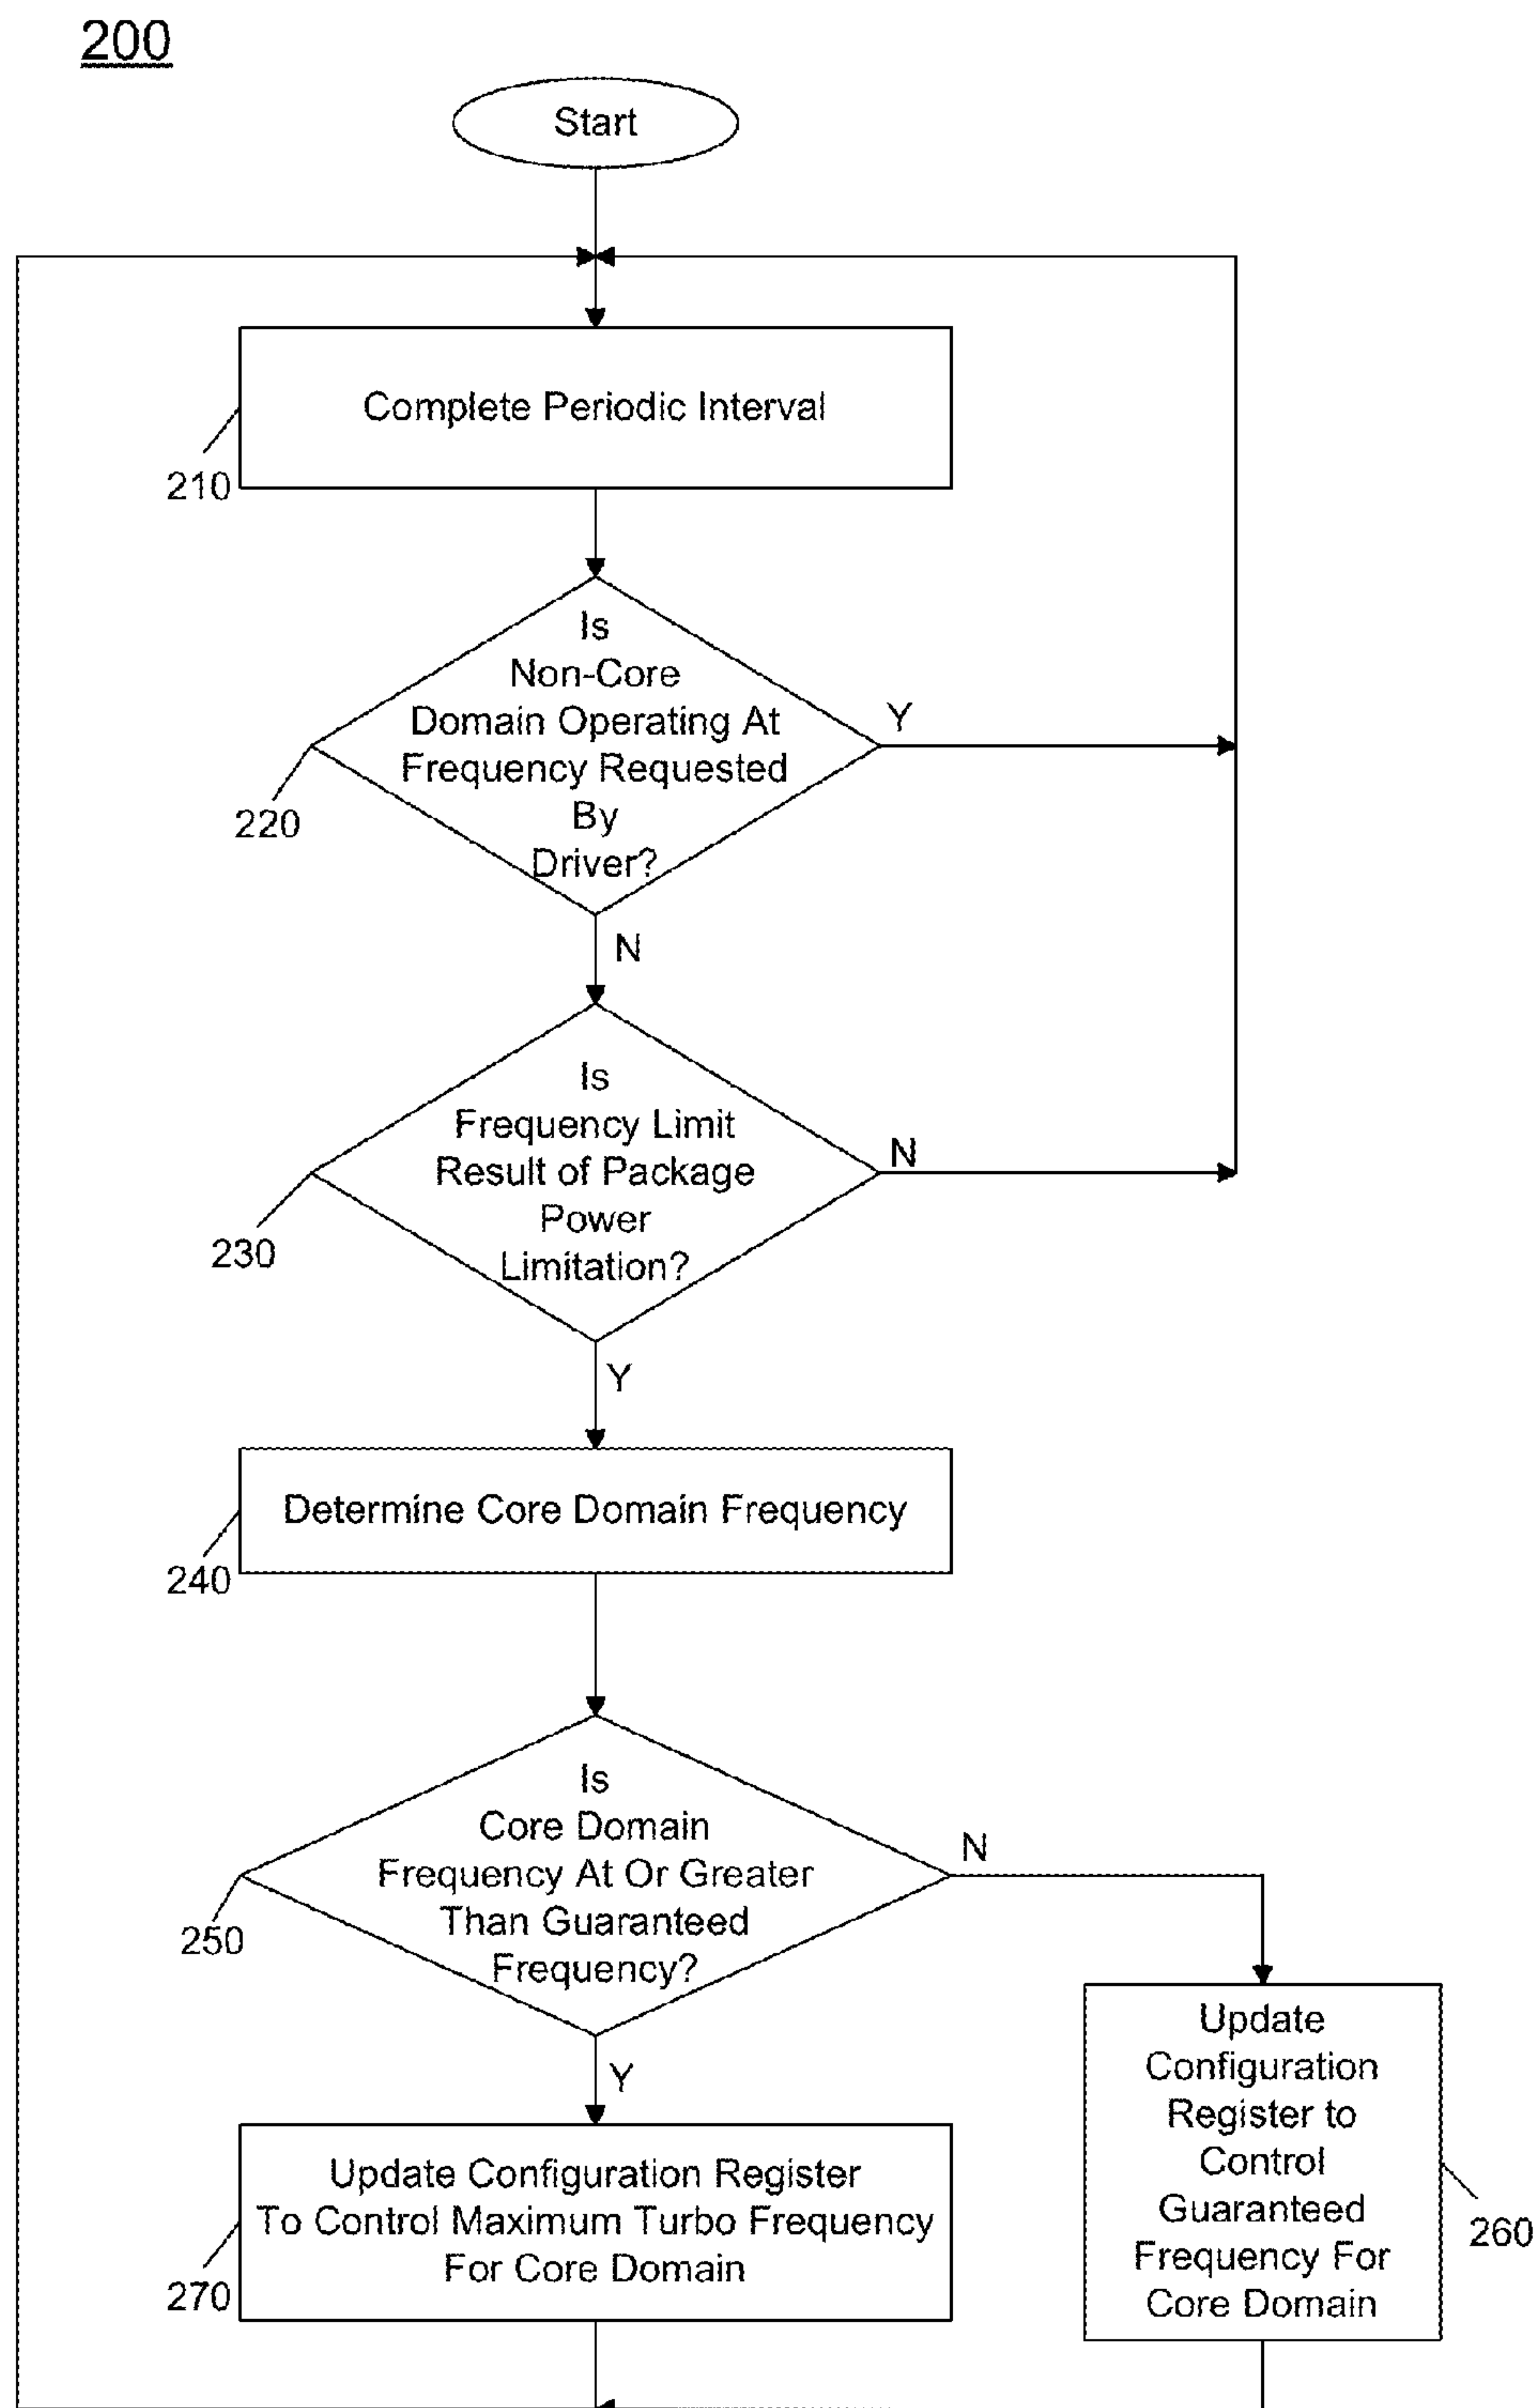 200
Start
Complete Periodic Interval
210
Is
Non-Core
Domain Operating At
Frequency Requested
By
Driver?
Y
220
N
Is
Frequency Limit
Result of Package
Power
Limitation?
N
230
Y
Determine Core Domain Frequency
240
Is
Core Domain
Frequency At Or Greater
Than Guaranteed
Frequency?
N
250
Y
Update
Configuration
Register to
Control
Guaranteed
Frequency For
Core Domain
260
Update Configuration Register
To Control Maximum Turbo Frequency
For Core Domain
270